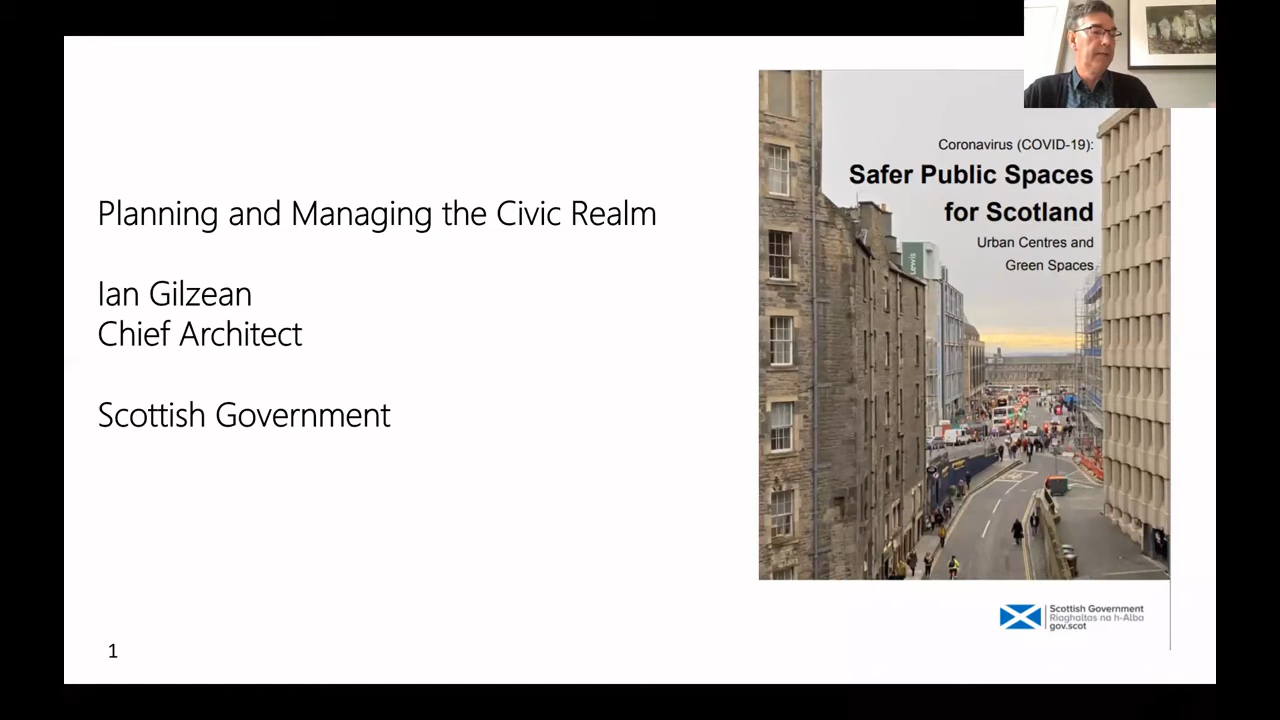 Planning and Managing the Civic Realm
Ian Gilzean
Chief Architect
Scottish Government
1
Coronavirus (COVID-19):
Safer Public Spaces
for Scotland
Urban Centres and
Green Spaces
Lewis
Scottish Government
Riaghaltas na h-Alba
gov.scot